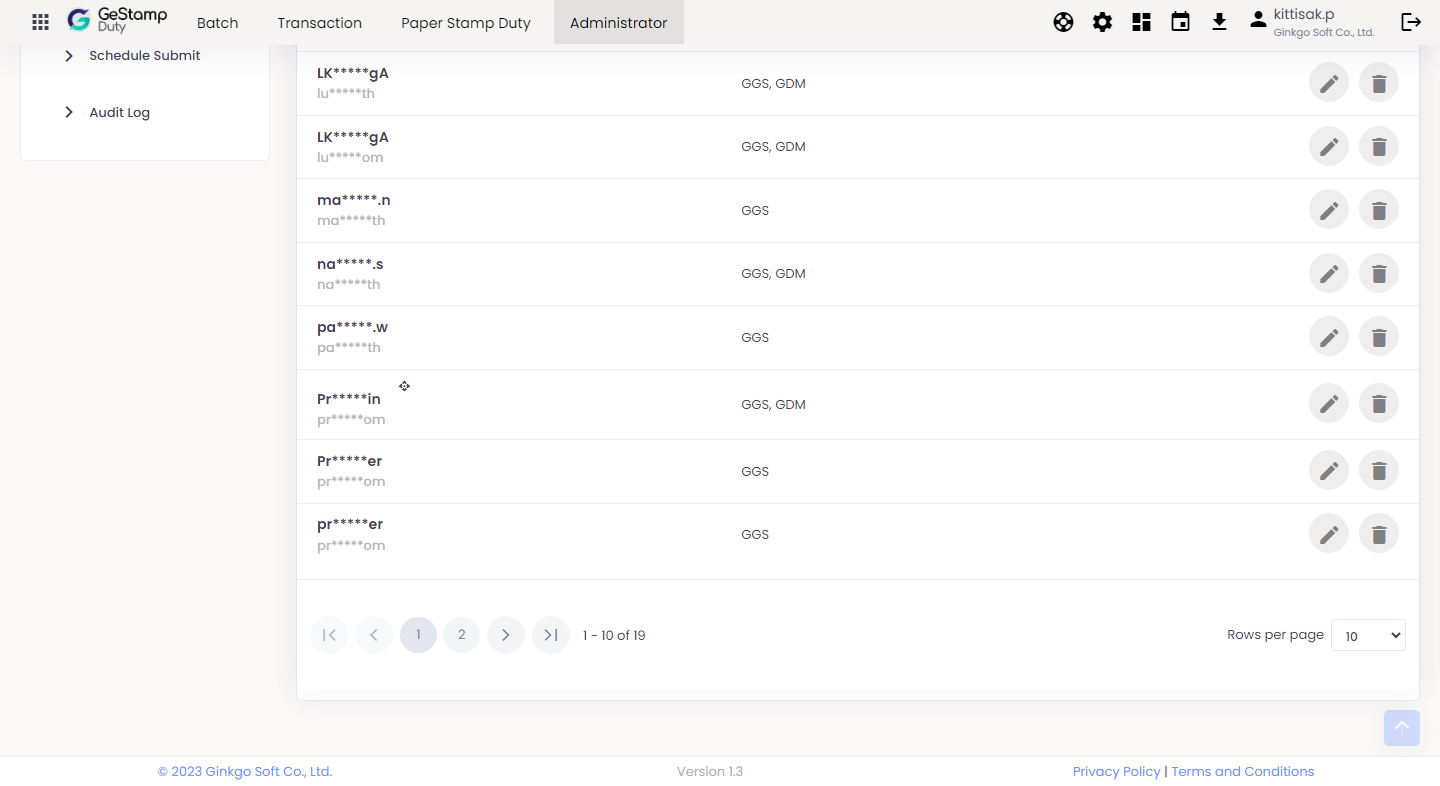 GeStamp
Duty
Batch
Transaction
Paper Stamp Duty
Administrator
kittisak.p
Ginkgo Soft Co., Ltd.
Schedule Submit
Audit Log
LK*****gA
lu*****th
GGS, GDM
LK*****gA
lu*****om
GGS, GDM
ma*****.n
ma*****th
GGS
na*****.s
na*****th
GGS, GDM
pa*****.w
pa*****th
GGS
Pr*****in
pr*****om
GGS, GDM
Pr*****er
pr*****om
GGS
pr*****er
pr*****om
GGS
1
2
1 - 10 of 19
Rows per page
10
© 2023 Ginkgo Soft Co., Ltd.
Version 1.3
Privacy Policy | Terms and Conditions